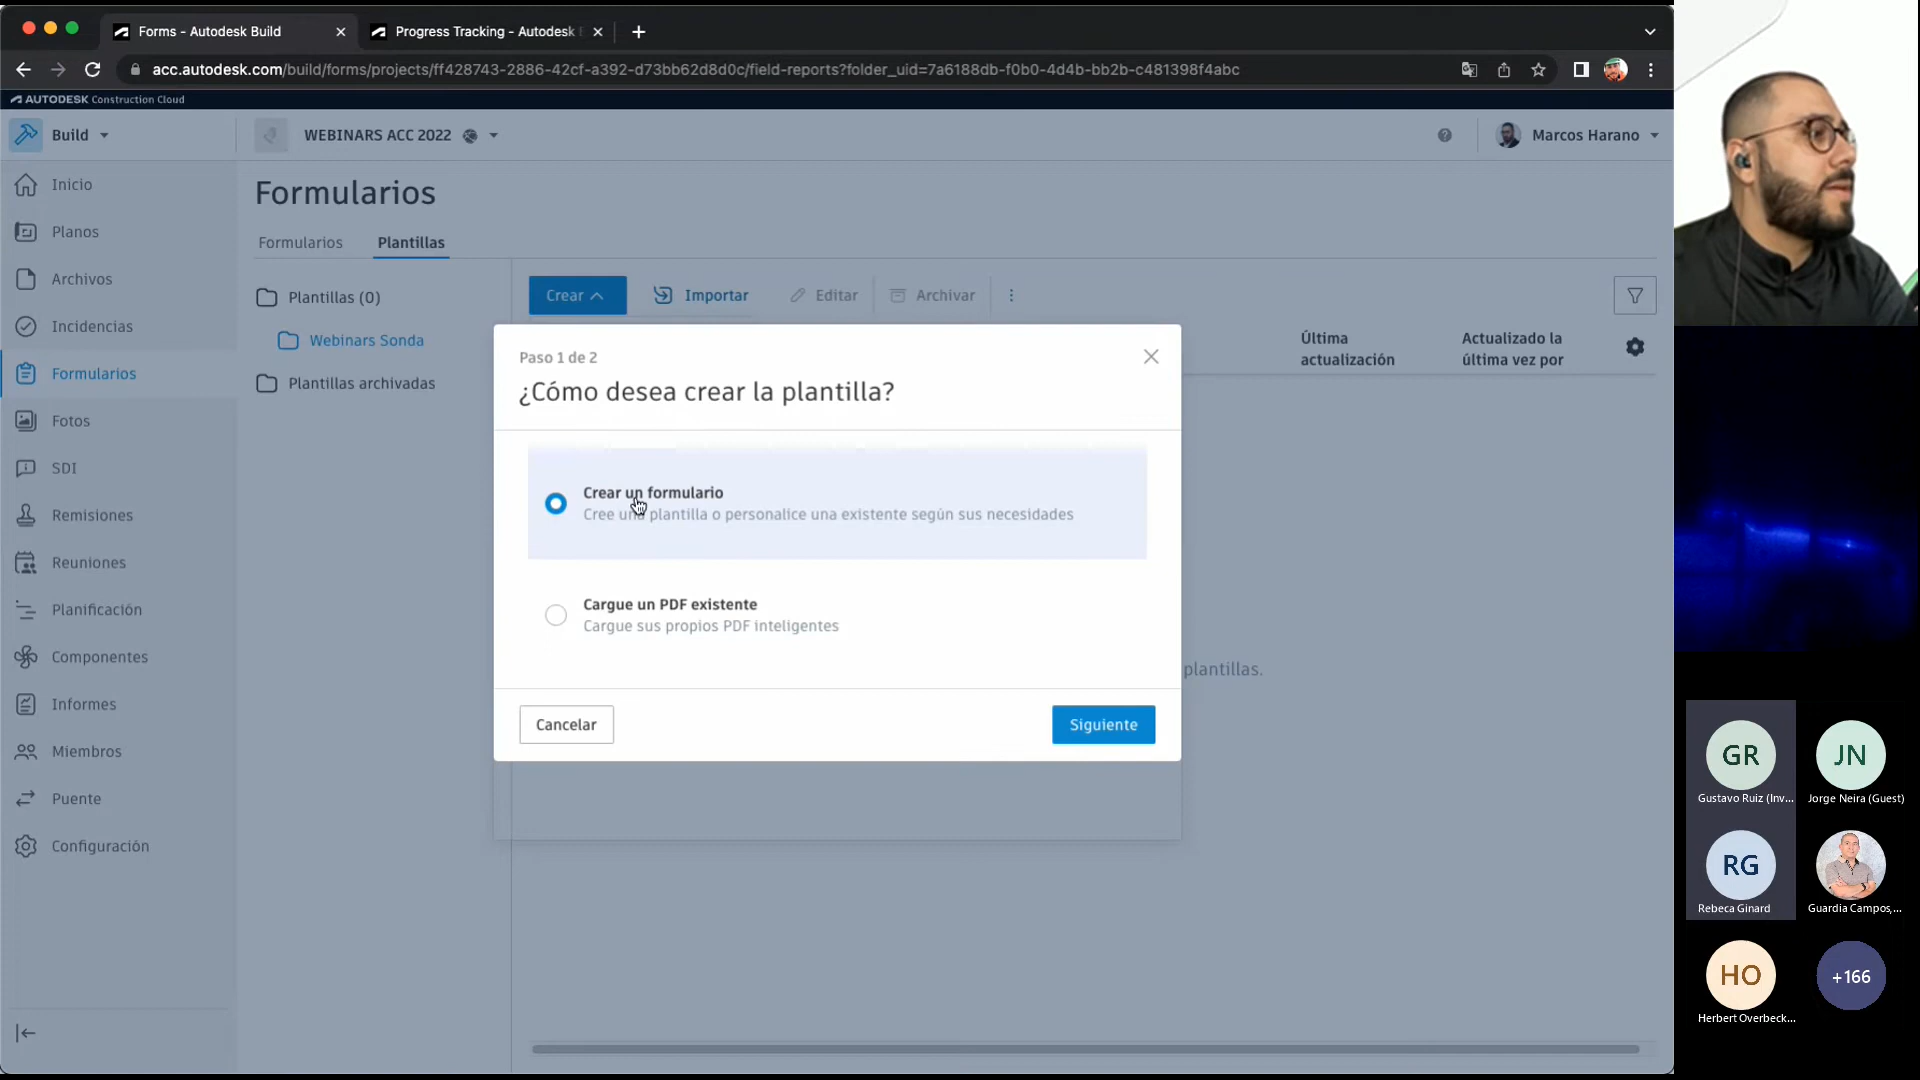 Forms - Autodesk Build
Progress Tracking - Autodesk
acc.autodesk.com/build/forms/projects/ff428743-2886-42cf-a392-d73bb62d8d0c/field-reports?folder_uid=7a6188db-f0b0-4d4b-bb2b-c481398f4abc
AUTODESK Construction Cloud
Build
WEBINARS ACC 2022
Marcos Harano
Inicio
Planos
Archivos
Incidencias
Formularios
Fotos
SDI
Remisiones
Reuniones
Planificación
Componentes
Informes
Miembros
Puente
Configuración
Formularios
Formularios
Plantillas
Plantillas (0)
Webinars Sonda
Plantillas archivadas
Crear
Importar
Editar
Archivar
Última
actualización
Actualizado la
última vez por
plantillas.
Paso 1 de 2
¿Cómo desea crear la plantilla?
Crear un formulario
Cree una plantilla o personalice una existente según sus necesidades
Cargue un PDF existente
Cargue sus propios PDF inteligentes
Cancelar
Siguiente
GR
Gustavo Ruiz (Inv...
JN
Jorge Neira (Guest)
RG
Rebeca Ginard
Guardia Campos,...
HO
Herbert Overbeck...
+166